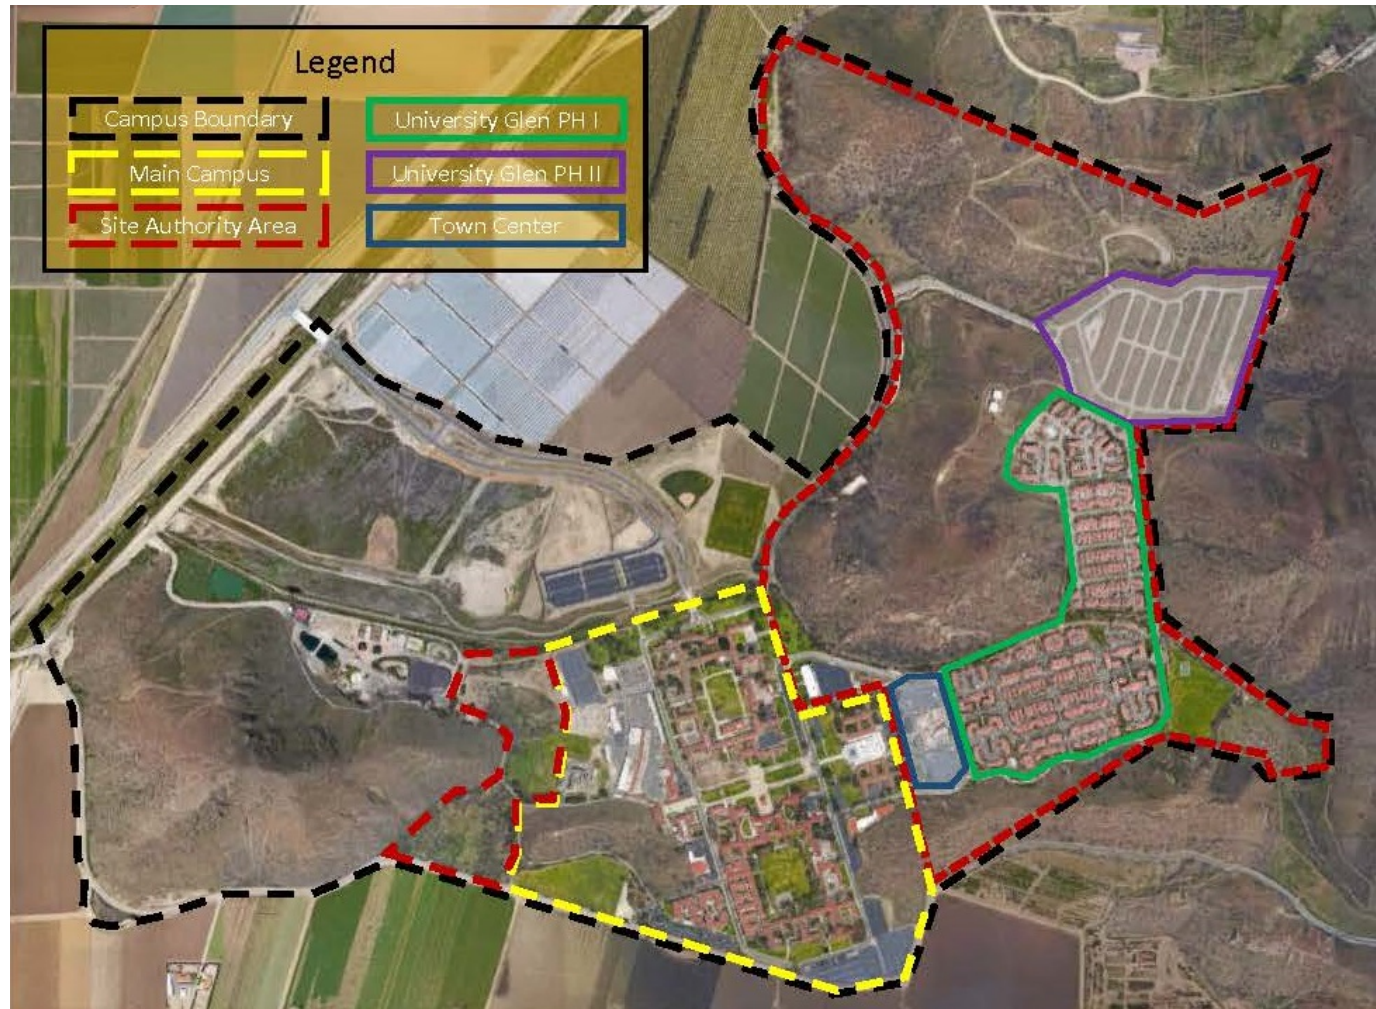 Legend
Campus Boundary
University Glen PH I
Main Campus
University Glen PH II
Site Authority Area
Town Center